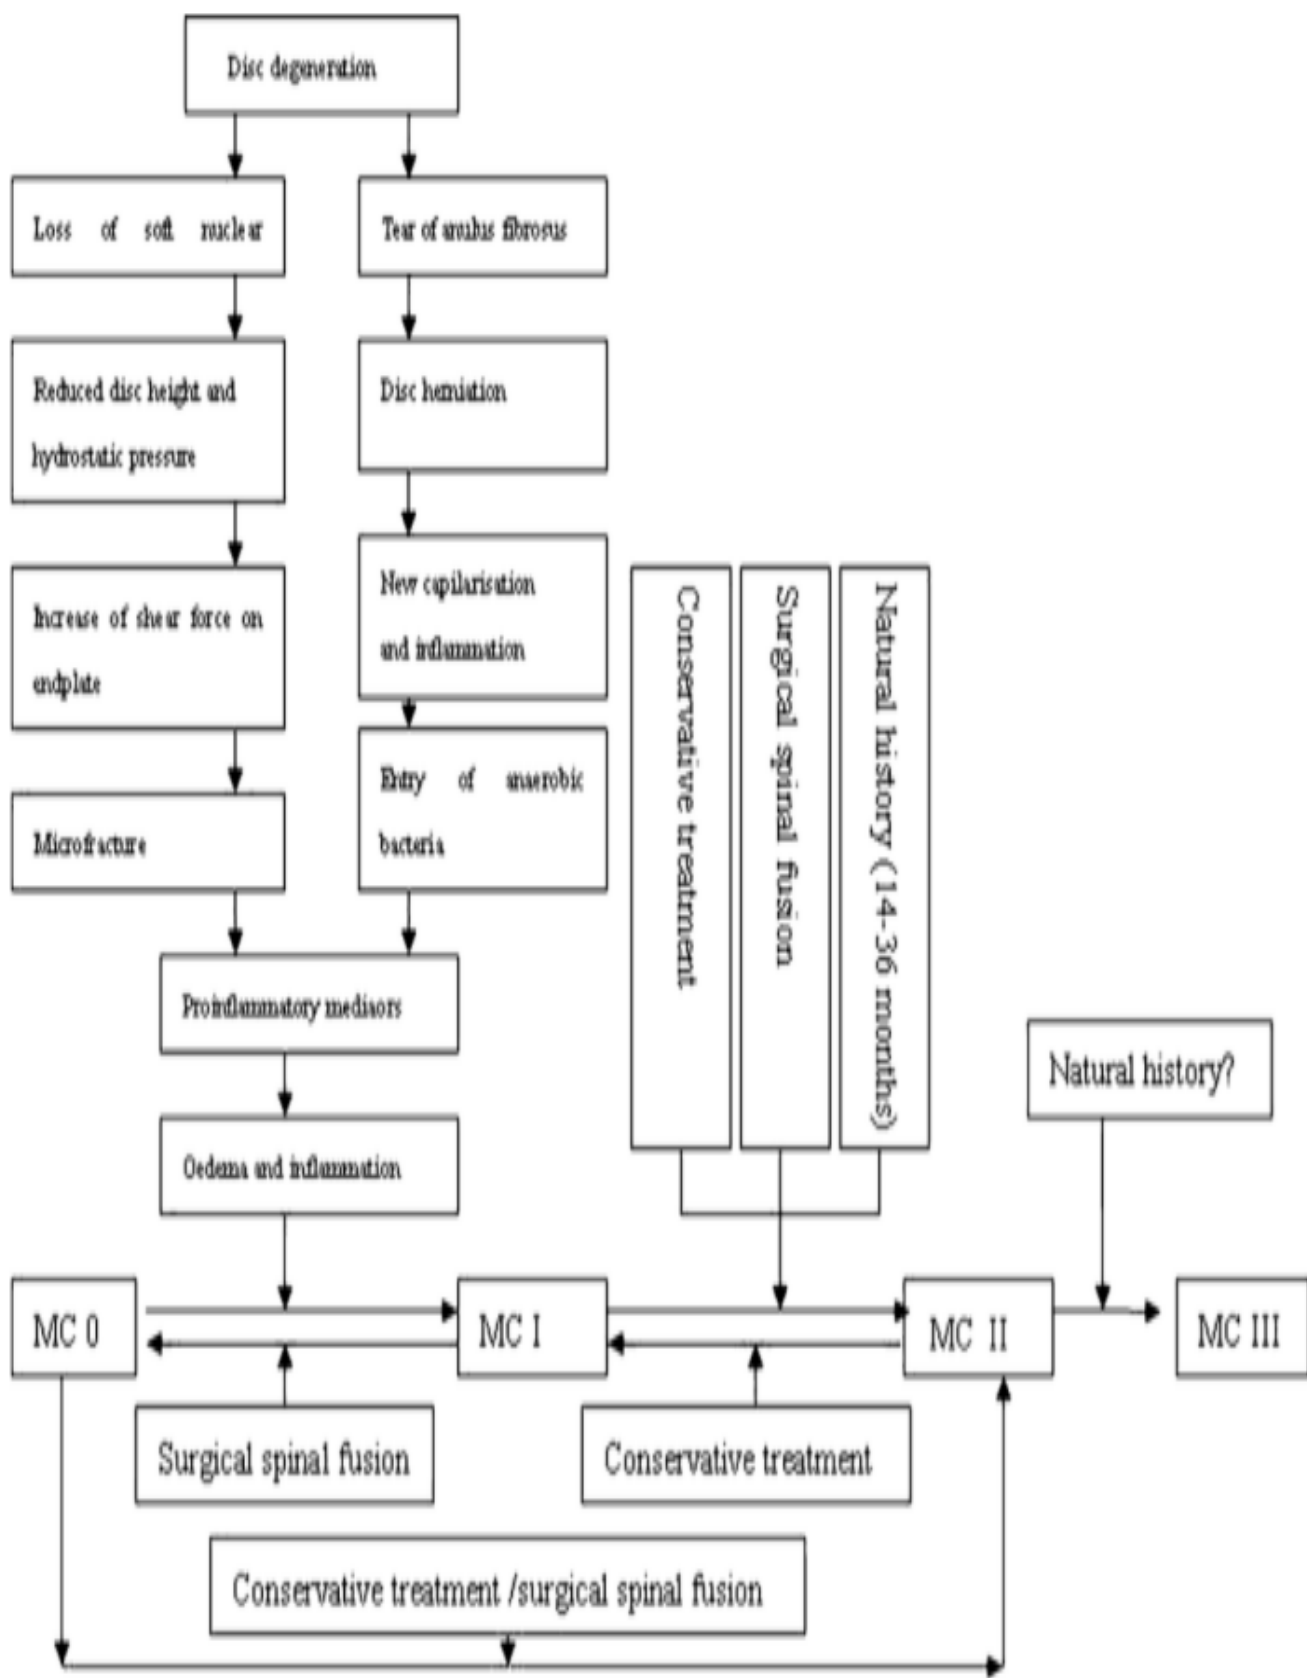 Disc degeneration
Loss of soft nuclear
Tear of anulus fibrosus
Reduced disc height and
hydrostatic pressure
Disc herniation
Increase of shear force on
endplate
New capilarisation
and inflammation
Microfracture
Entry of anaerobic
bacteria
Proinflammatory mediaors
Oedema and inflammation
Conservative treatment
Surgical spinal fusion
Natural history (14-36 months)
Natural history?
MC 0
MC I
MC II
MC III
Surgical spinal fusion
Conservative treatment
Conservative treatment /surgical spinal fusion